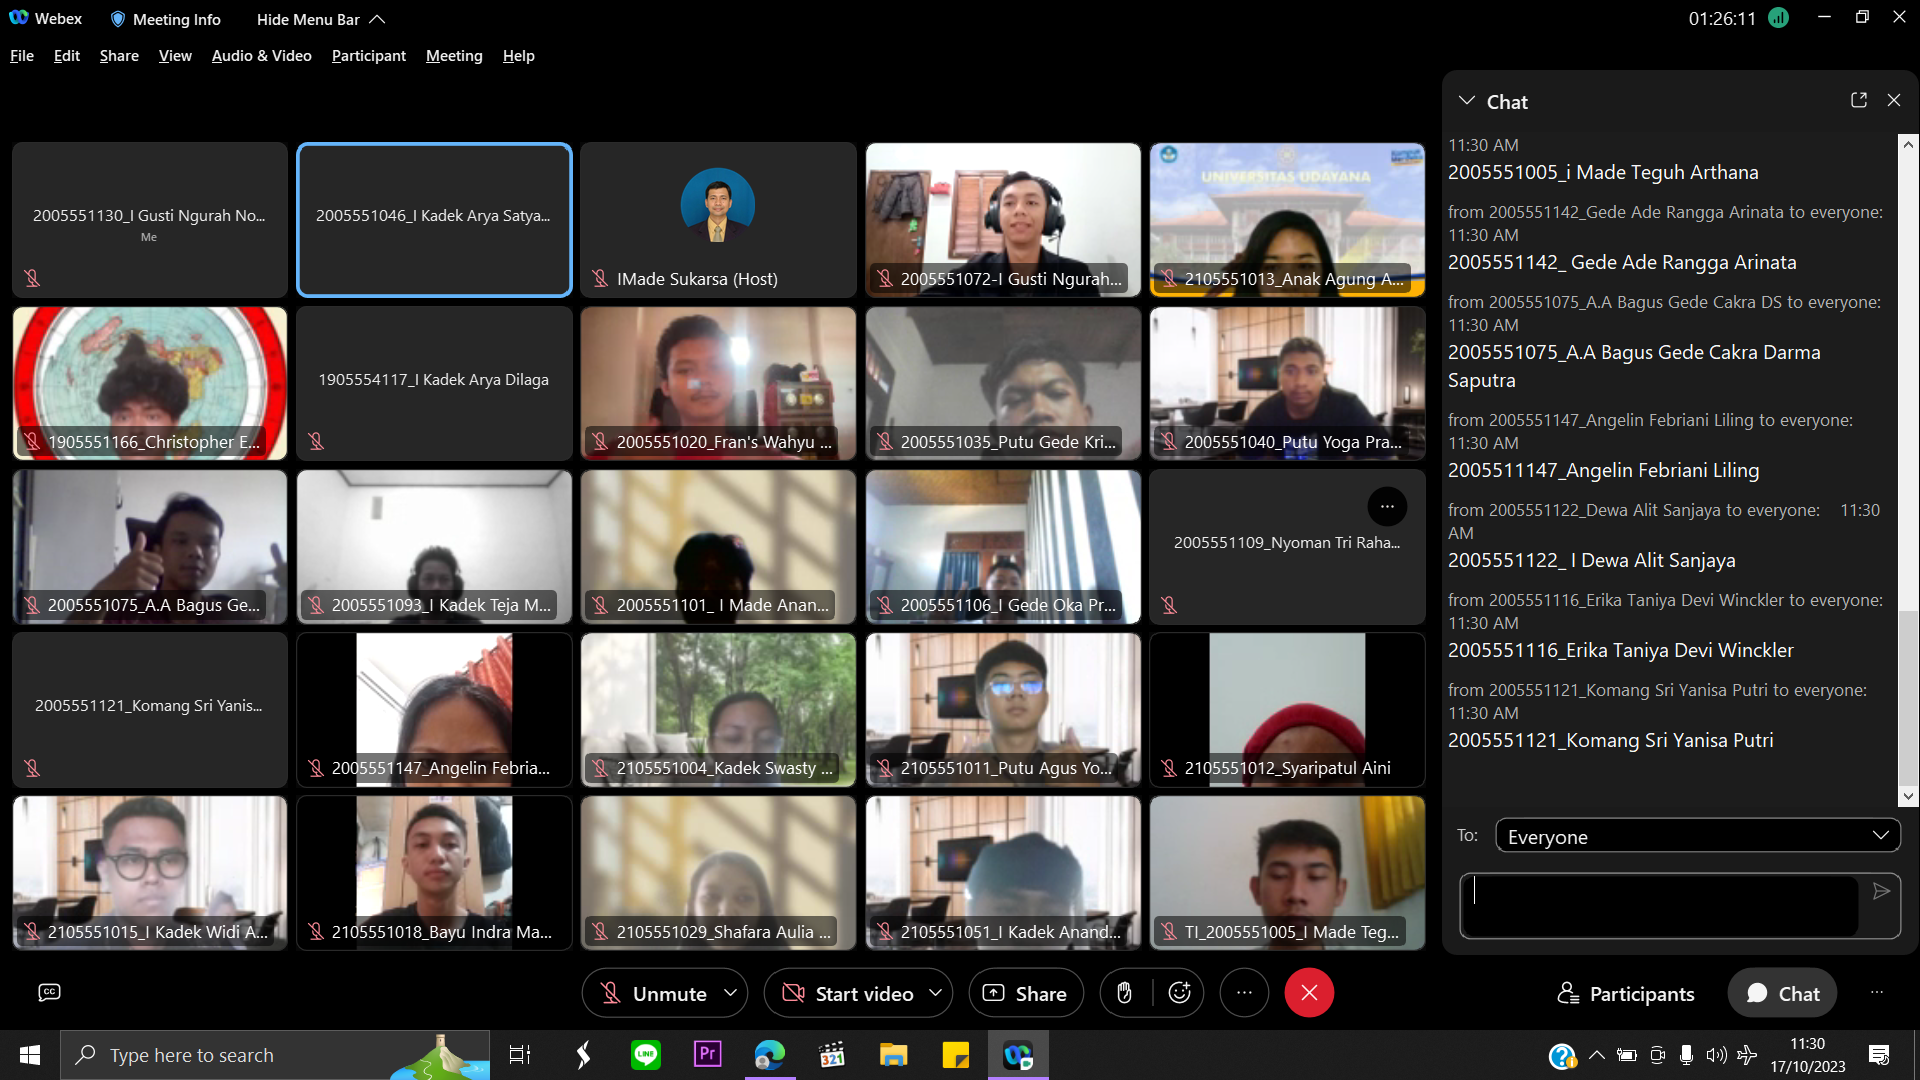 Webex
Meeting Info
Hide Menu Bar
01:26:11
File Edit Share View Audio & Video Participant Meeting Help
2005551130_I Gusti Ngurah No...
Me
2005551046_I Kadek Arya Satya...
IMade Sukarsa (Host)
2005551072-I Gusti Ngurah...
UNIVERSITAS UDAYANA
2105551013_Anak Agung A...
1905551166_Christopher E...
1905554117_I Kadek Arya Dilaga
2005551020_Fran's Wahyu ...
2005551035_Putu Gede Kri...
2005551040_Putu Yoga Pra...
2005551075_A.A Bagus Ge...
2005551093_I Kadek Teja M...
2005551101_ I Made Anan...
2005551106_I Gede Oka Pr...
2005551109_Nyoman Tri Raha...
2005551121_Komang Sri Yanis...
2005551147_Angelin Febria...
2105551004_Kadek Swasty ...
2105551011_Putu Agus Yo...
2105551012_Syaripatul Aini
2105551015_I Kadek Widi A...
2105551018_Bayu Indra Ma...
2105551029_Shafara Aulia ...
2105551051_I Kadek Anand...
TI_2005551005_I Made Teg...
Chat
11:30 AM
2005551005_i Made Teguh Arthana
from 2005551142_Gede Ade Rangga Arinata to everyone:
11:30 AM
2005551142_ Gede Ade Rangga Arinata
from 2005551075_A.A Bagus Gede Cakra DS to everyone:
11:30 AM
2005551075_A.A Bagus Gede Cakra Darma
Saputra
from 2005551147_Angelin Febriani Liling to everyone:
11:30 AM
2005511147_Angelin Febriani Liling
from 2005551122_Dewa Alit Sanjaya to everyone: 11:30
AM
2005551122_ I Dewa Alit Sanjaya
from 2005551116_Erika Taniya Devi Winckler to everyone:
11:30 AM
2005551116_Erika Taniya Devi Winckler
from 2005551121_Komang Sri Yanisa Putri to everyone:
11:30 AM
2005551121_Komang Sri Yanisa Putri
To: Everyone
CC
Unmute
Start video
Share
Participants
Chat
Type here to search
LINE
Pr
321
11:30
17/10/2023